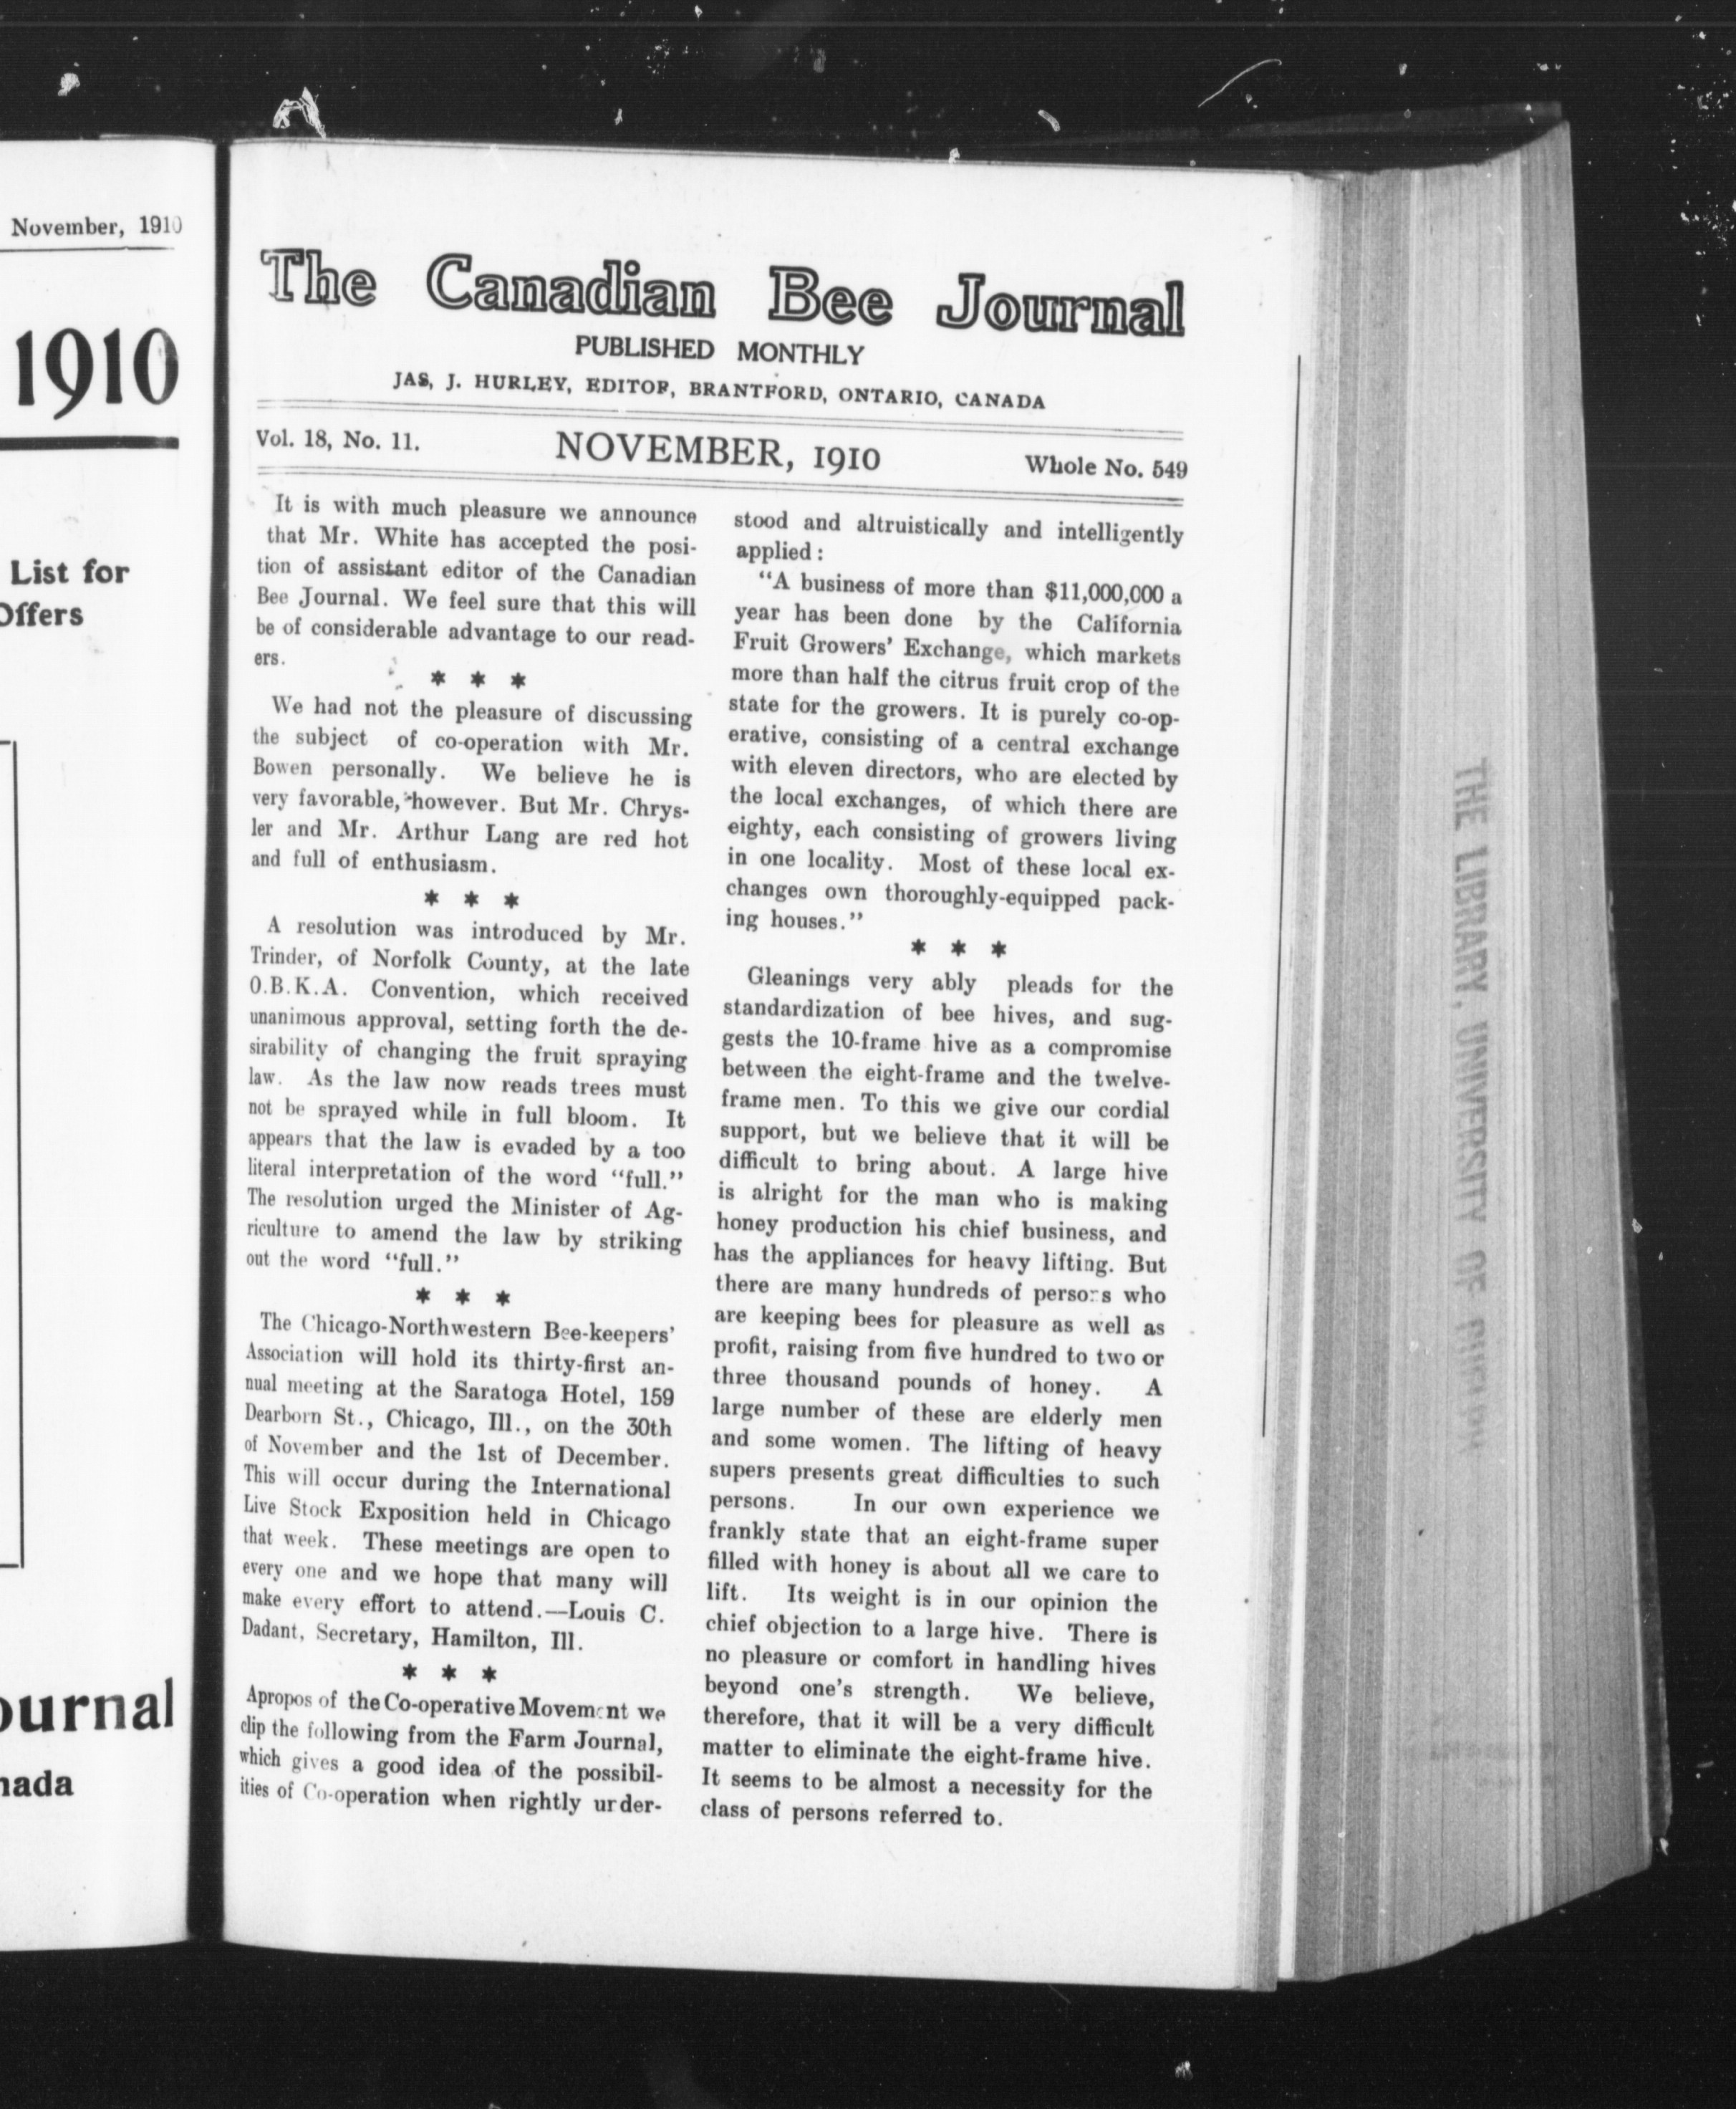 November, 1910
1910
List for
Offers
ournal
nada
The Canadian Bee Journal
PUBLISHED MONTHLY
JAS, J. HURLEY, EDITOR, BRANTFORD, ONTARIO, CANADA
Vol. 18, No. 11.
NOVEMBER, 1910
Whole No. 549
It is with much pleasure we announce
that Mr. White has accepted the posi-
tion of assistant editor of the Canadian
Bee Journal. We feel sure that this will
be of considerable advantage to our read-
ers.
* * *
We had not the pleasure of discussing
the subject of co-operation with Mr.
Bowen personally. We believe he is
very favorable, however. But Mr. Chrys-
ler and Mr. Arthur Lang are red hot
and full of enthusiasm.
* * *
A resolution was introduced by Mr.
Trinder, of Norfolk County, at the late
O.B.K.A. Convention, which received
unanimous approval, setting forth the de-
sirability of changing the fruit spraying
law. As the law now reads trees must
not be sprayed while in full bloom. It
appears that the law is evaded by a too
literal interpretation of the word "full."
The resolution urged the Minister of Ag-
riculture to amend the law by striking
out the word "full."
* * *
The Chicago-Northwestern Bee-keepers'
Association will hold its thirty-first an-
nual meeting at the Saratoga Hotel, 159
Dearborn St., Chicago, Ill., on the 30th
of November and the 1st of December.
This will occur during the International
Live Stock Exposition held in Chicago
that week. These meetings are open to
every one and we hope that many will
make every effort to attend.—Louis C.
Dadant, Secretary, Hamilton, Ill.
* * *
Apropos of the Co-operative Movement we
clip the following from the Farm Journal,
which gives a good idea of the possibil-
ities of Co-operation when rightly under-
stood and altruistically and intelligently
applied:
"A business of more than $11,000,000 a
year has been done by the California
Fruit Growers' Exchange, which markets
more than half the citrus fruit crop of the
state for the growers. It is purely co-op-
erative, consisting of a central exchange
with eleven directors, who are elected by
the local exchanges, of which there are
eighty, each consisting of growers living
in one locality. Most of these local ex-
changes own thoroughly-equipped pack-
ing houses."
* * *
Gleanings very ably pleads for the
standardization of bee hives, and sug-
gests the 10-frame hive as a compromise
between the eight-frame and the twelve-
frame men. To this we give our cordial
support, but we believe that it will be
difficult to bring about. A large hive
is alright for the man who is making
honey production his chief business, and
has the appliances for heavy lifting. But
there are many hundreds of persons who
are keeping bees for pleasure as well as
profit, raising from five hundred to two or
three thousand pounds of honey. A
large number of these are elderly men
and some women. The lifting of heavy
supers presents great difficulties to such
persons. In our own experience we
frankly state that an eight-frame super
filled with honey is about all we care to
lift. Its weight is in our opinion the
chief objection to a large hive. There is
no pleasure or comfort in handling hives
beyond one's strength. We believe,
therefore, that it will be a very difficult
matter to eliminate the eight-frame hive.
It seems to be almost a necessity for the
class of persons referred to.
THE LIBRARY, UNIVERSITY OF